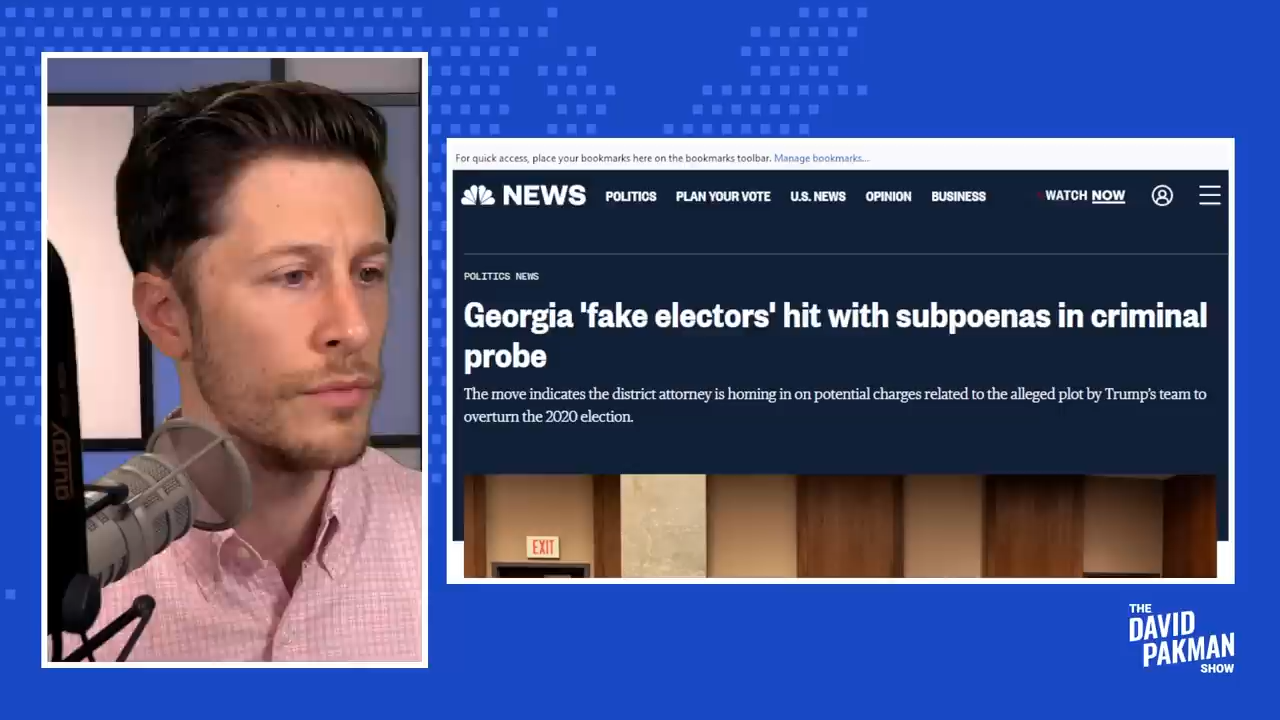 For quick access, place your bookmarks here on the bookmarks toolbar. Manage bookmarks...
NEWS POLITICS PLAN YOUR VOTE U.S. NEWS OPINION BUSINESS WATCH NOW
POLITICS NEWS
Georgia 'fake electors' hit with subpoenas in criminal
probe
The move indicates the district attorney is homing in on potential charges related to the alleged plot by Trump's team to
overturn the 2020 election.
EXIT
auray
THE
DAVID
PAKMAN
SHOW